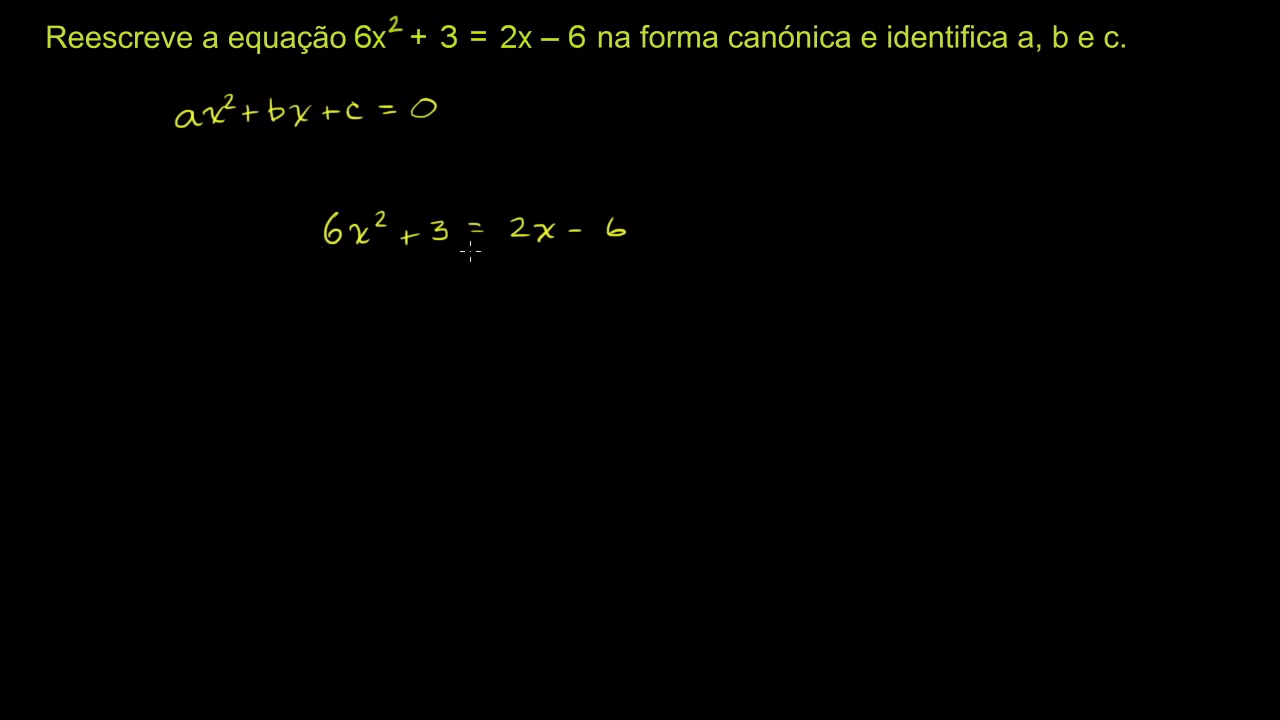 Reescreve a equação 6x² + 3 = 2x – 6 na forma canónica e identifica a, b e c.
ax² + bx + c = 0
6x² + 3 = 2x - 6